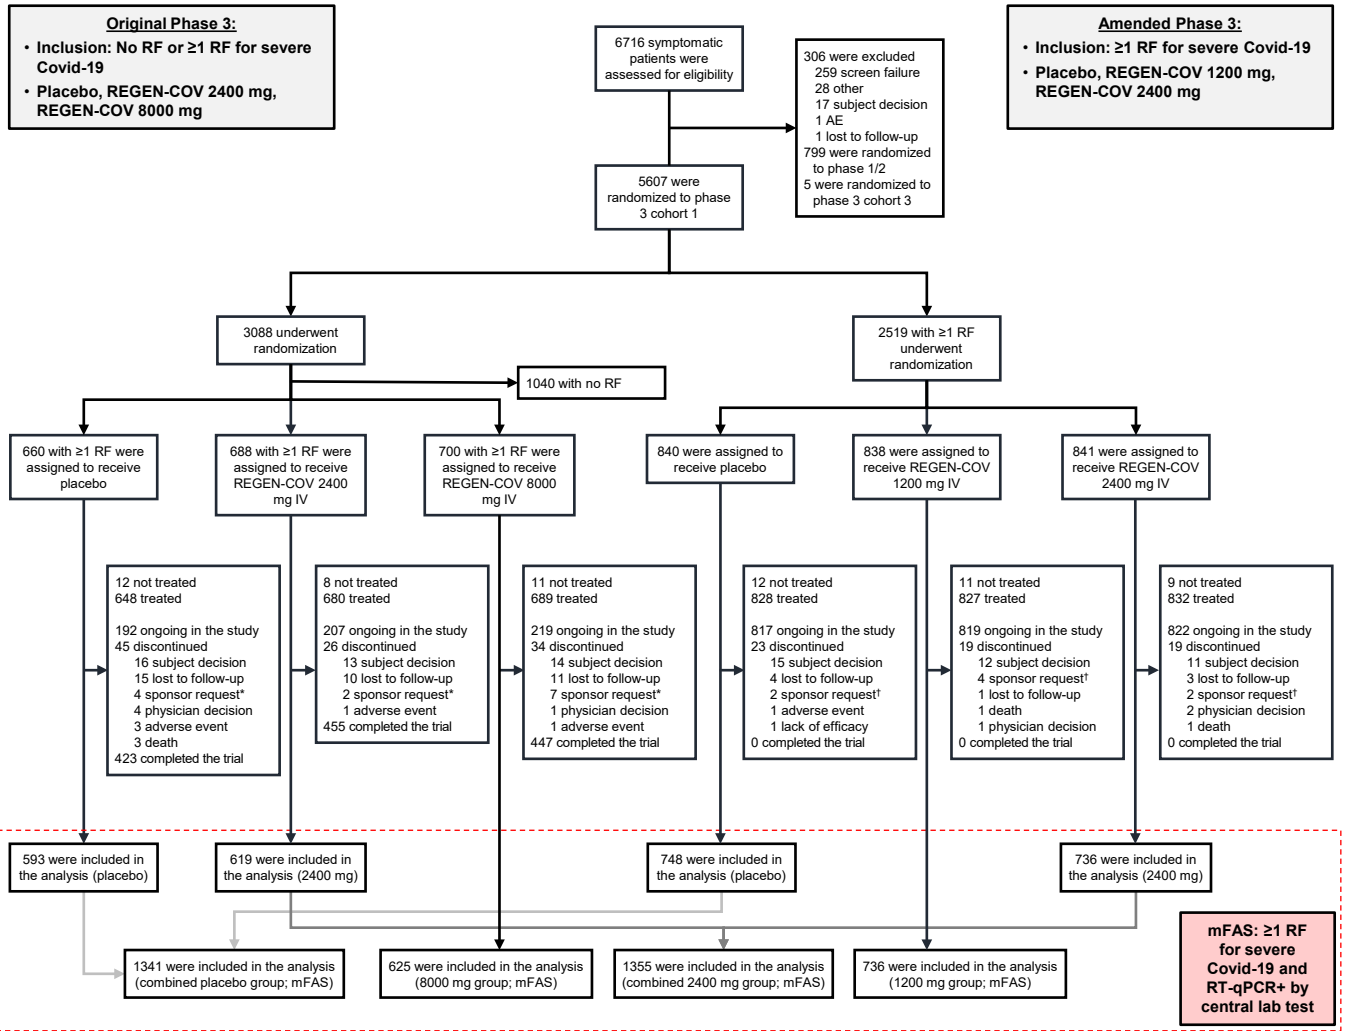 Original Phase 3:
• Inclusion: No RF or ≥1 RF for severe
Covid-19
• Placebo, REGEN-COV 2400 mg,
REGEN-COV 8000 mg
Amended Phase 3:
• Inclusion: ≥1 RF for severe Covid-19
• Placebo, REGEN-COV 1200 mg,
REGEN-COV 2400 mg
6716 symptomatic
patients were
assessed for eligibility
306 were excluded
259 screen failure
28 other
17 subject decision
1 AE
1 lost to follow-up
799 were randomized
to phase 1/2
5 were randomized to
phase 3 cohort 3
5607 were
randomized to phase
3 cohort 1
3088 underwent
randomization
2519 with ≥1 RF
underwent
randomization
1040 with no RF
660 with ≥1 RF were
assigned to receive
placebo
688 with ≥1 RF were
assigned to receive
REGEN-COV 2400
mg IV
700 with ≥1 RF were
assigned to receive
REGEN-COV 8000
mg IV
840 were assigned to
receive placebo
838 were assigned to
receive REGEN-COV
1200 mg IV
841 were assigned to
receive REGEN-COV
2400 mg IV
12 not treated
648 treated
192 ongoing in the study
45 discontinued
16 subject decision
15 lost to follow-up
4 sponsor request*
4 physician decision
3 adverse event
3 death
423 completed the trial
8 not treated
680 treated
207 ongoing in the study
26 discontinued
13 subject decision
10 lost to follow-up
2 sponsor request*
1 adverse event
455 completed the trial
11 not treated
689 treated
219 ongoing in the study
34 discontinued
14 subject decision
11 lost to follow-up
7 sponsor request*
1 physician decision
1 adverse event
447 completed the trial
12 not treated
828 treated
817 ongoing in the study
23 discontinued
15 subject decision
4 lost to follow-up
2 sponsor request†
1 adverse event
1 lack of efficacy
0 completed the trial
11 not treated
827 treated
819 ongoing in the study
19 discontinued
12 subject decision
4 sponsor request†
1 lost to follow-up
1 death
1 physician decision
0 completed the trial
9 not treated
832 treated
822 ongoing in the study
19 discontinued
11 subject decision
3 lost to follow-up
2 sponsor request†
2 physician decision
1 death
0 completed the trial
593 were included in
the analysis (placebo)
619 were included in
the analysis (2400 mg)
748 were included in
the analysis (placebo)
736 were included in
the analysis (2400 mg)
1341 were included in the analysis
(combined placebo group; mFAS)
625 were included in the analysis
(8000 mg group; mFAS)
1355 were included in the analysis
(combined 2400 mg group; mFAS)
736 were included in the analysis
(1200 mg group; mFAS)
mFAS: ≥1 RF
for severe
Covid-19 and
RT-qPCR+ by
central lab test